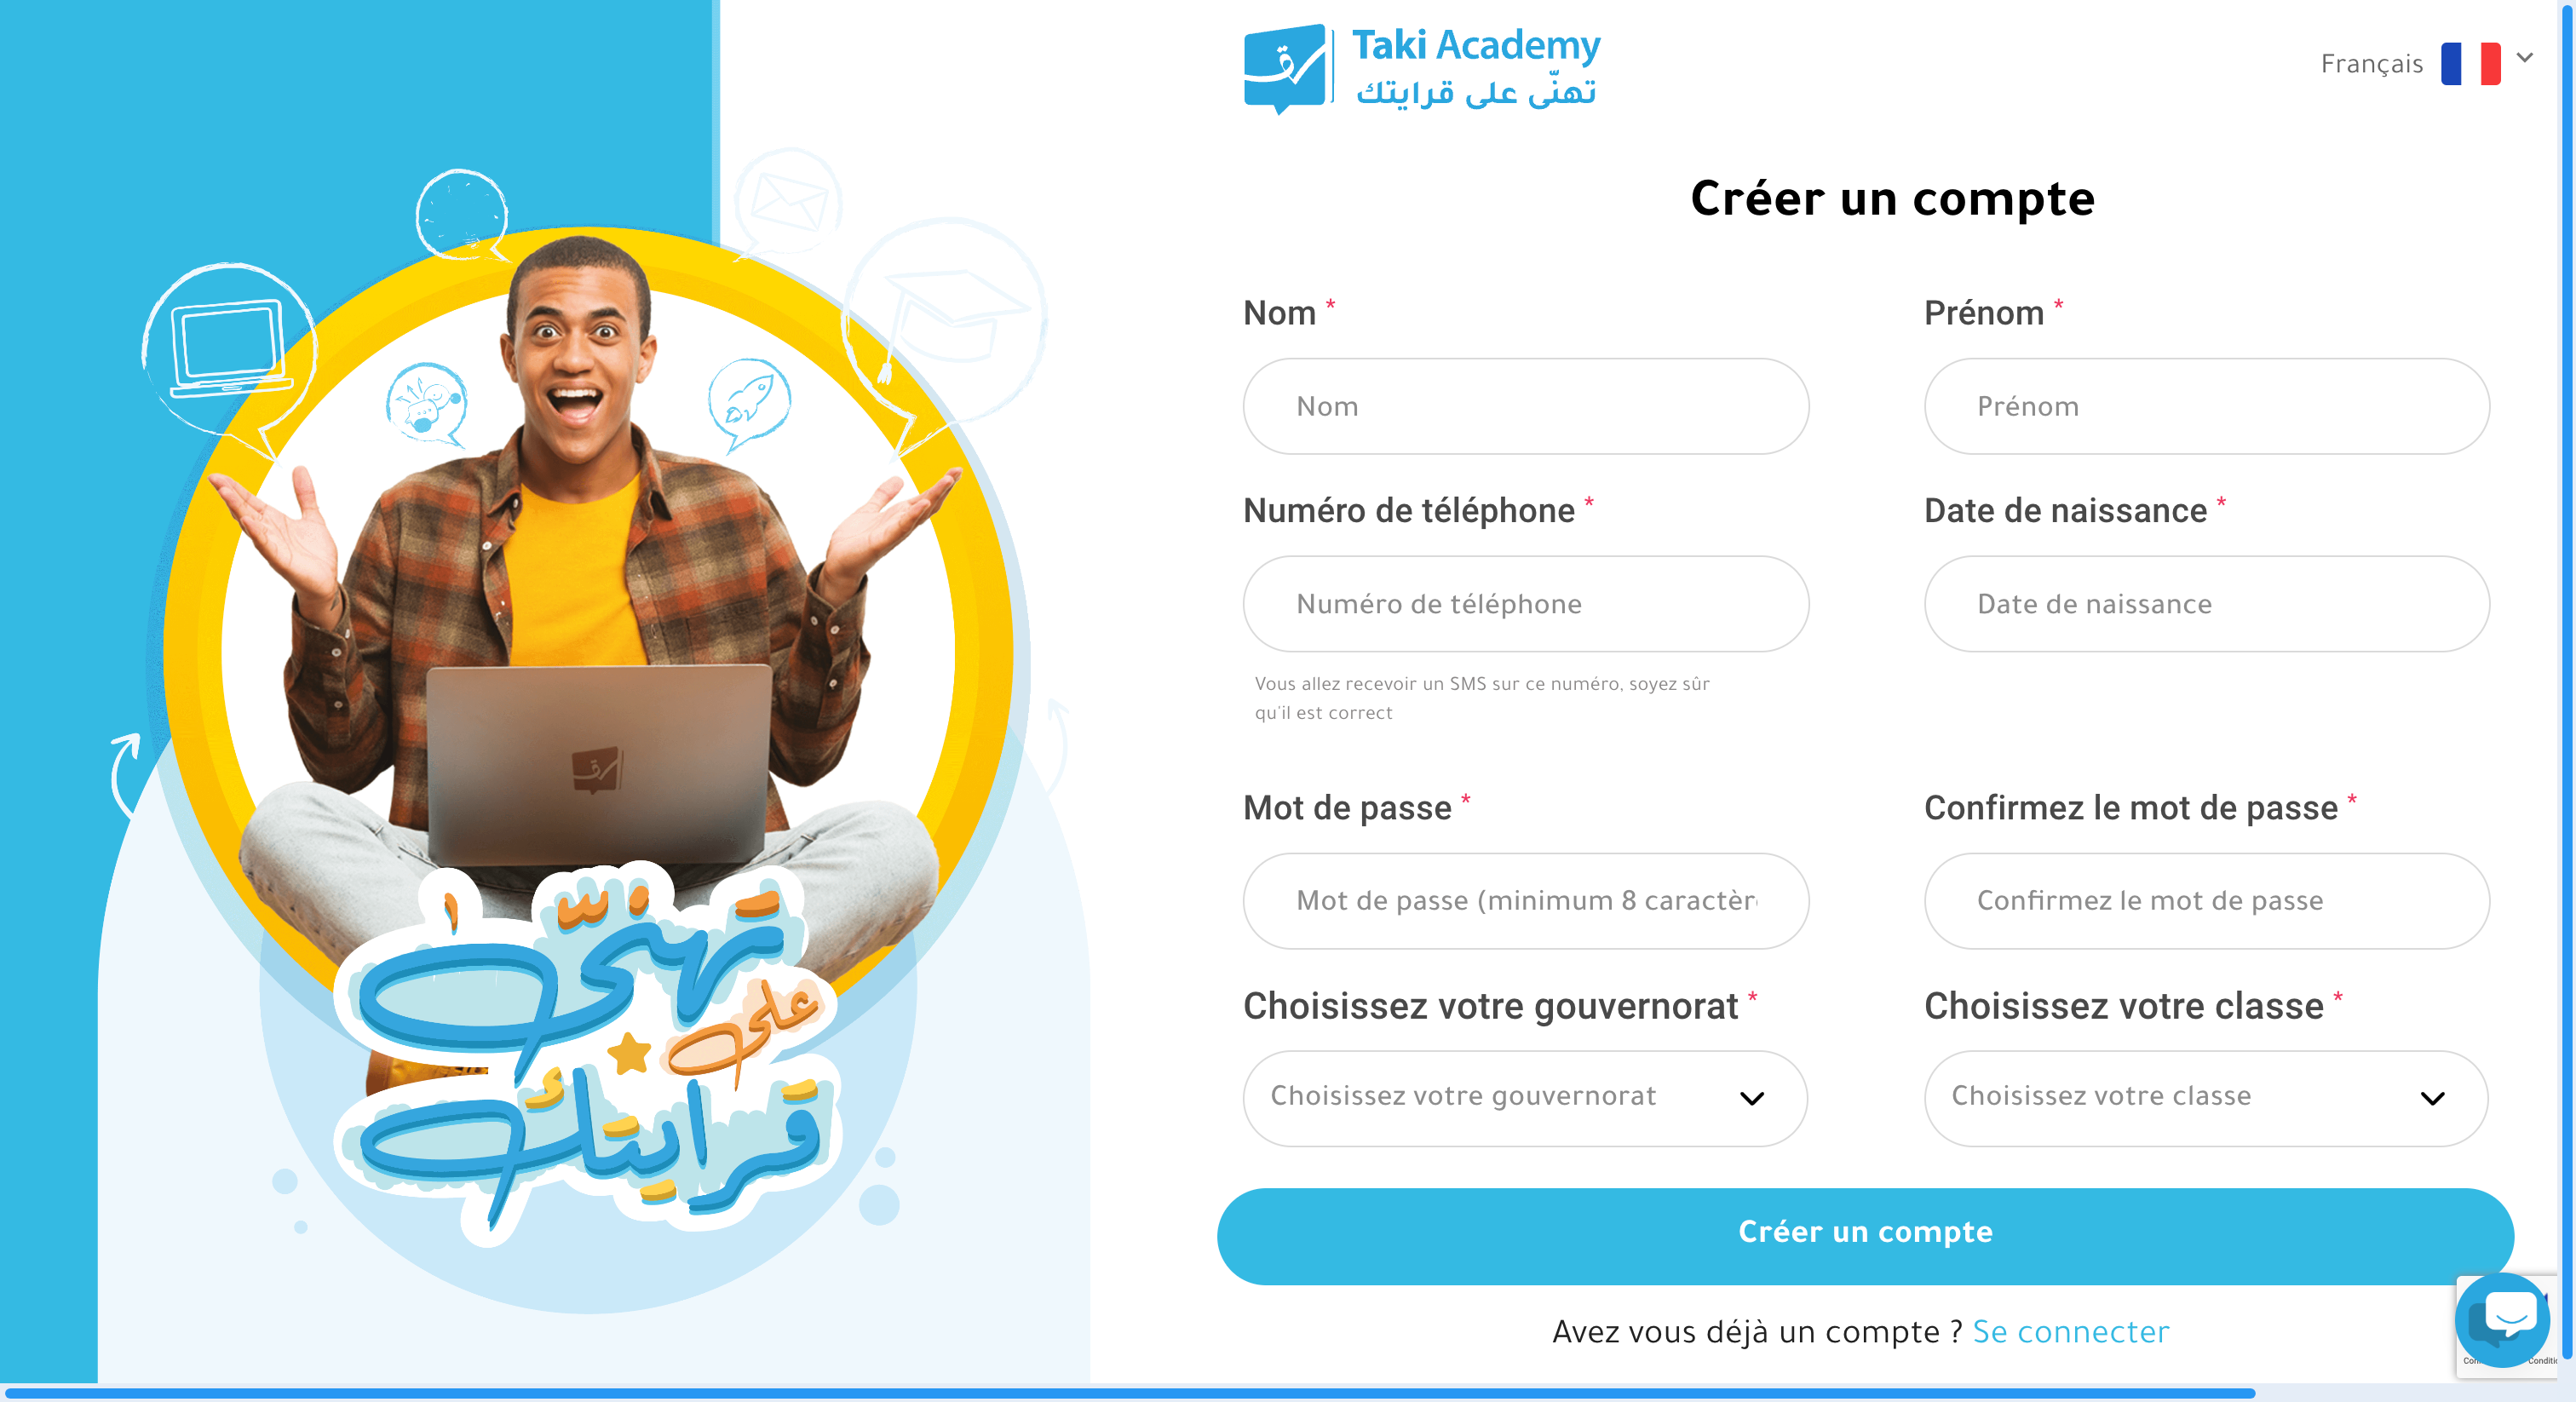 Taki Academy
تهنّى على قرايتك
Français
Créer un compte
Nom *
Prénom *
Nom
Prénom
Numéro de téléphone *
Date de naissance *
Numéro de téléphone
Date de naissance
Vous allez recevoir un SMS sur ce numéro, soyez sûr
qu'il est correct
Mot de passe *
Confirmez le mot de passe *
Mot de passe (minimum 8 caractèr
Confirmez le mot de passe
Choisissez votre gouvernorat *
Choisissez votre classe *
Choisissez votre gouvernorat
Choisissez votre classe
Créer un compte
Avez vous déjà un compte ? Se connecter
تهنّى
على
قرايتك